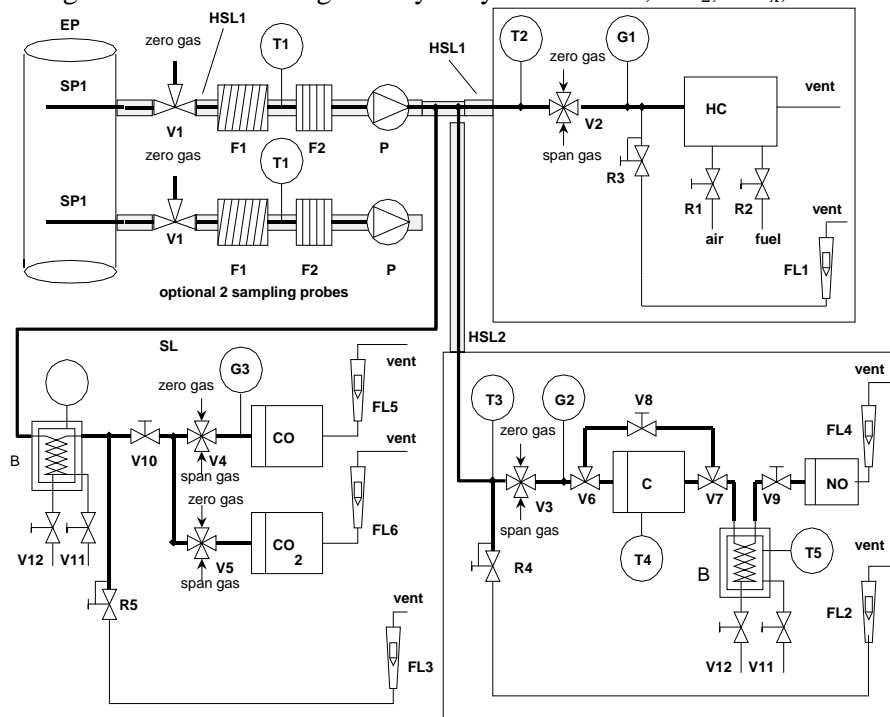 EP
HSL1
zero gas
T1
SP1
V1
F1
F2
P
HSL1
T2
G1
zero gas
V2
span gas
HC
vent
R3
R1
R2
air
fuel
vent
FL1
zero gas
T1
SP1
V1
F1
F2
P
optional 2 sampling probes
HSL2
SL
vent
zero gas
G3
FL5
CO
V10
V4
span gas
vent
B
zero gas
FL6
CO
2
V5
span gas
V12
V11
R5
vent
FL3
vent
T3
G2
V8
FL4
zero gas
V3
V6
C
V7
V9
NO
span gas
T4
T5
B
R4
vent
FL2
V12
V11